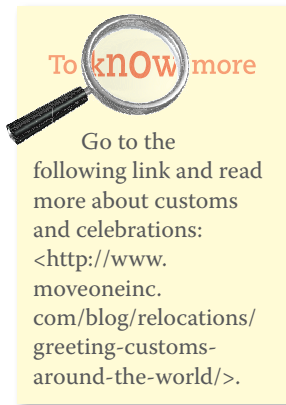 To know more
Go to the
following link and read
more about customs
and celebrations:
<http://www.
moveoneinc.
com/blog/relocations/
greeting-customs-
around-the-world/>.